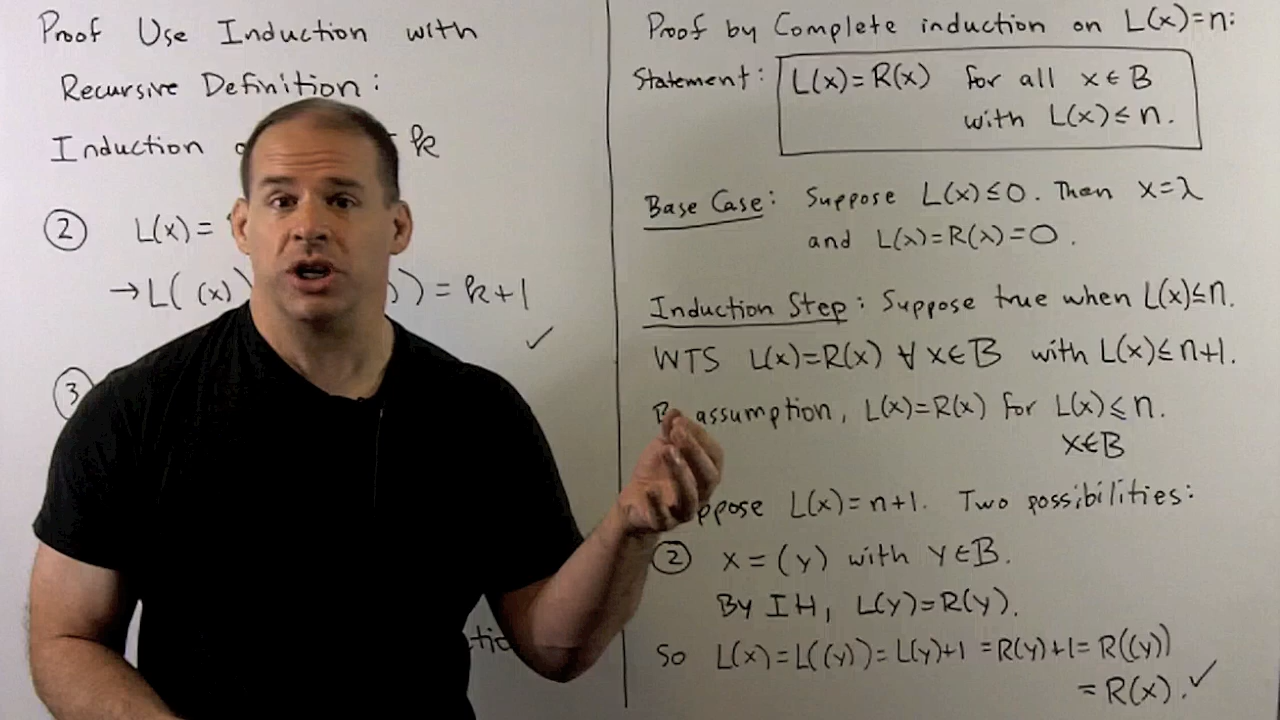 Proof Use Induction with
Recursive Definition:
Induction k
② L(x)=
→L( (x) ) = k+1
✓
③
Proof by Complete induction on L(x)=n:
Statement: L(x)=R(x) for all x∈B
with L(x)≤n.
Base Case: Suppose L(x)≤0. Then x=λ
and L(λ)=R(λ)=0.
Induction Step: Suppose true when L(x)≤n.
WTS L(x)=R(x) ∀ x∈B with L(x)≤n+1.
assumption, L(x)=R(x) for L(x)≤n.
x∈B
L(x)=n+1. Two possibilities:
② x=(y) with y∈B.
By IH, L(y)=R(y).
So L(x)=L((y))=L(y)+1=R(y)+1=R((y))
=R(x).✓